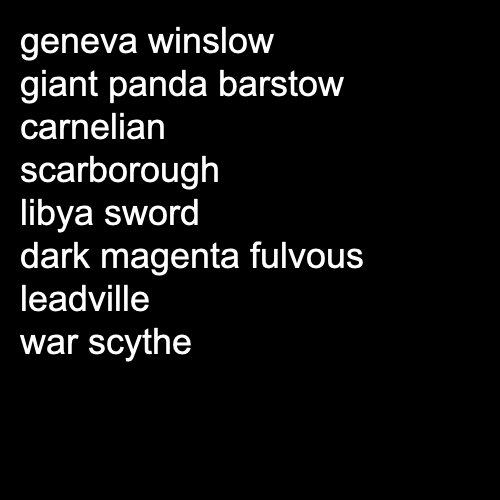 geneva winslow
giant panda barstow
carnelian
scarborough
libya sword
dark magenta fulvous
leadville
war scythe